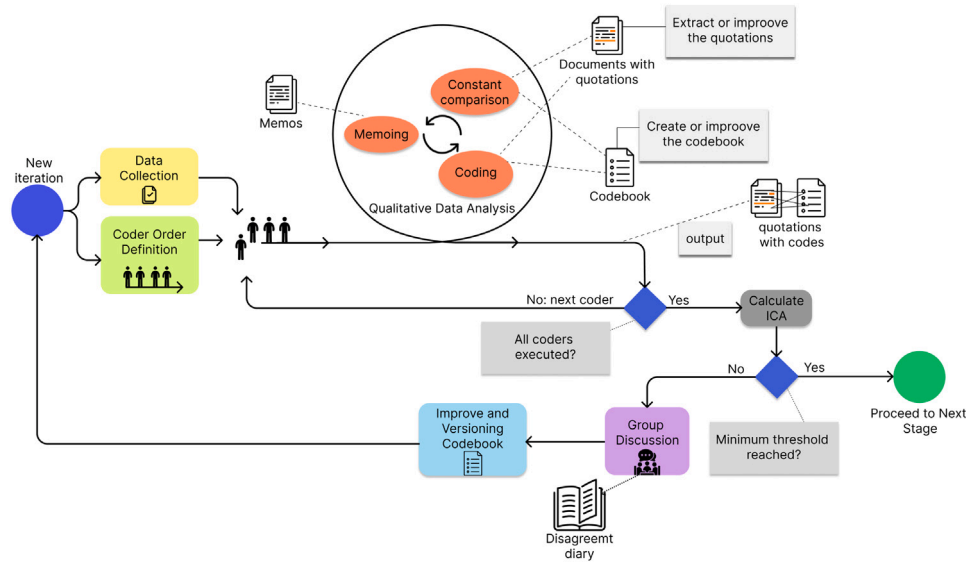 Extract or improove
the quotations
Documents with
quotations
Constant
comparison
Memos
Memoing
Create or improove
the codebook
Coding
Codebook
Qualitative Data Analysis
New
iteration
Data
Collection
Coder Order
Definition
output
quotations
with codes
No: next coder
Yes
Calculate
ICA
All coders
executed?
No
Yes
Proceed to Next
Stage
Improve and
Versioning
Codebook
Group
Discussion
Minimum threshold
reached?
Disagreemt
diary